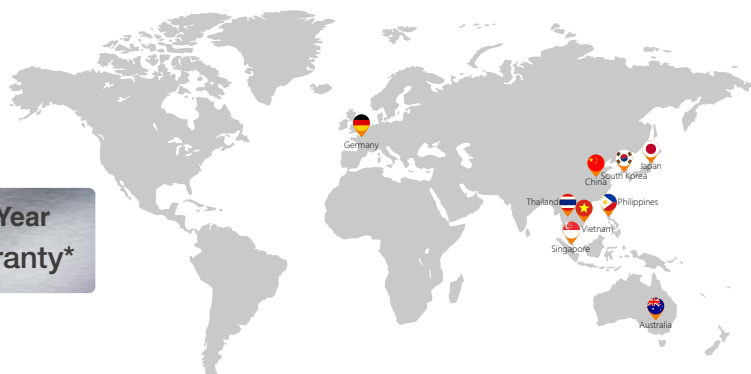 Germany
Japan
South Korea
China
Thailand
Philippines
Year
Vietnam
ranty*
Singapore
Australia